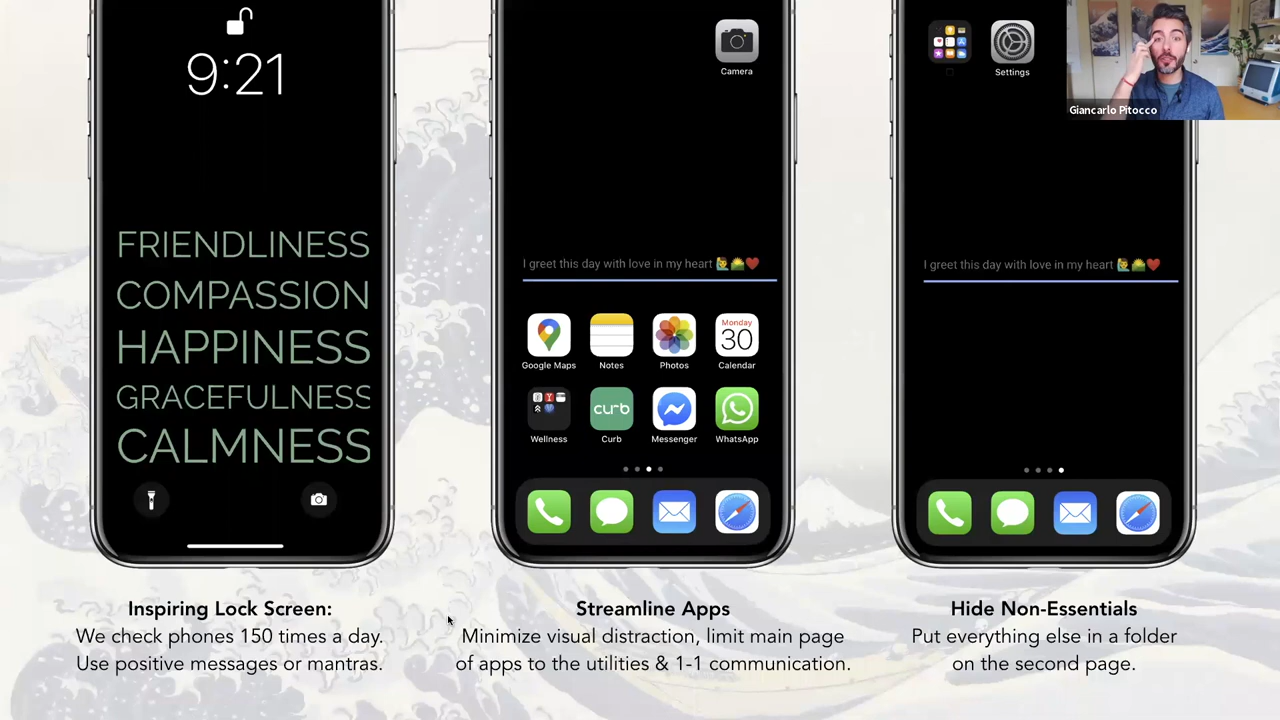 9:21
FRIENDLINESS
COMPASSION
HAPPINESS
GRACEFULNESS
CALMNESS
Inspiring Lock Screen:
We check phones 150 times a day.
Use positive messages or mantras.
Camera
I greet this day with love in my heart 🙋‍♂️🌄❤️
Google Maps
Notes
Photos
Monday
30
Calendar
Wellness
curb
Curb
Messenger
WhatsApp
Streamline Apps
Minimize visual distraction, limit main page
of apps to the utilities & 1-1 communication.
Settings
I greet this day with love in my heart 🙋‍♂️🌄❤️
Hide Non-Essentials
Put everything else in a folder
on the second page.
Giancarlo Pitocco